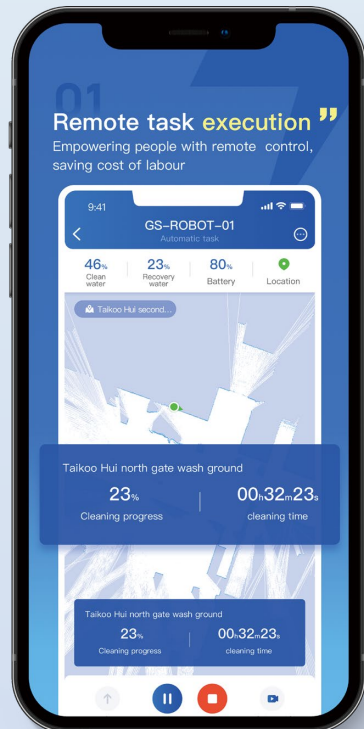 01
Remote task execution ”
Empowering people with remote control,
saving cost of labour
9:41
GS-ROBOT-01
Automatic task
46% 23% 80%
Clean water Recovery water Battery Location
Taikoo Hui second...
Taikoo Hui north gate wash ground
23% 00h32m23s
Cleaning progress cleaning time
Taikoo Hui north gate wash ground
23% 00h32m23s
Cleaning progress cleaning time